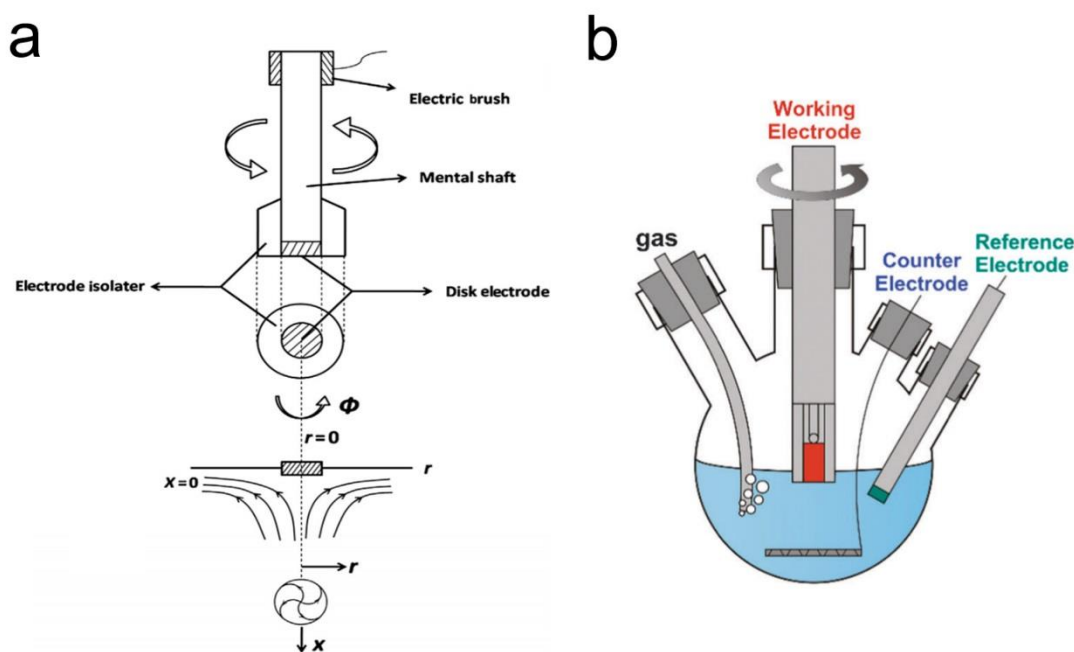 a
Electric brush
Mental shaft
Electrode isolater
Disk electrode
Φ
r = 0
r
X = 0
r
x
b
Working
Electrode
gas
Counter
Electrode
Reference
Electrode